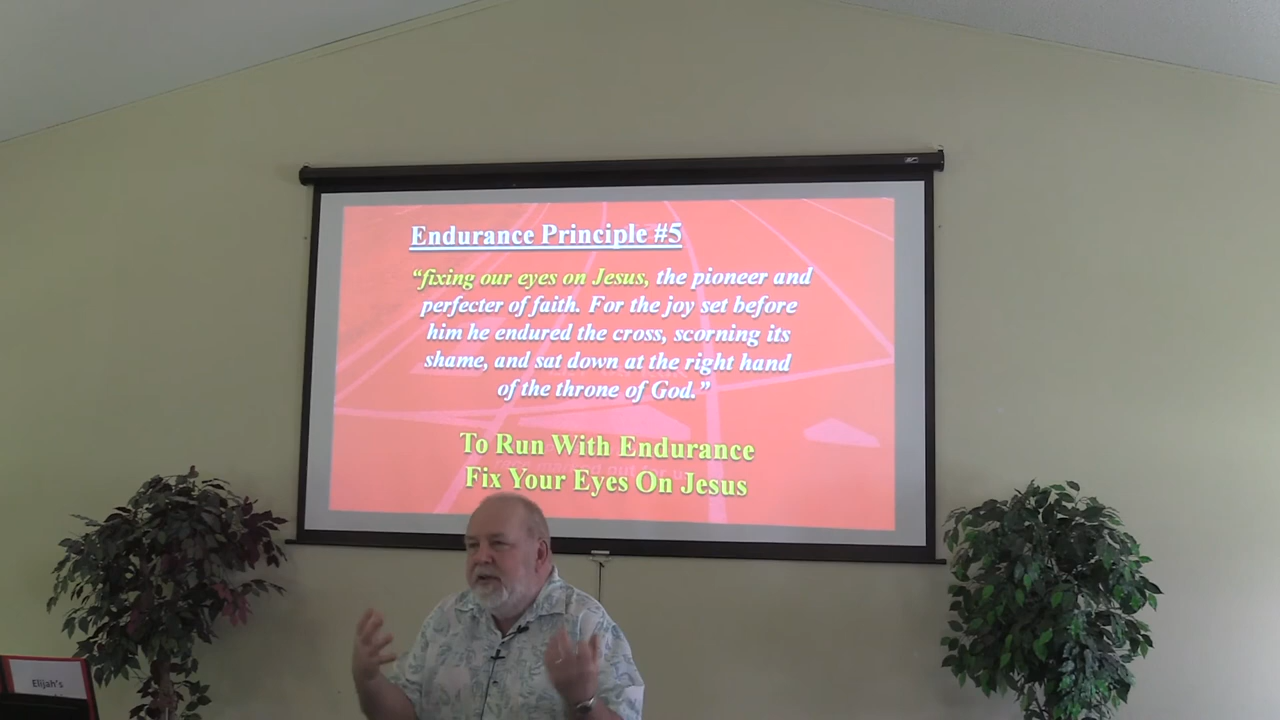 Endurance Principle #5
“fixing our eyes on Jesus, the pioneer and
perfecter of faith. For the joy set before
him he endured the cross, scorning its
shame, and sat down at the right hand
of the throne of God.”
To Run With Endurance
Fix Your Eyes On Jesus
Elijah's